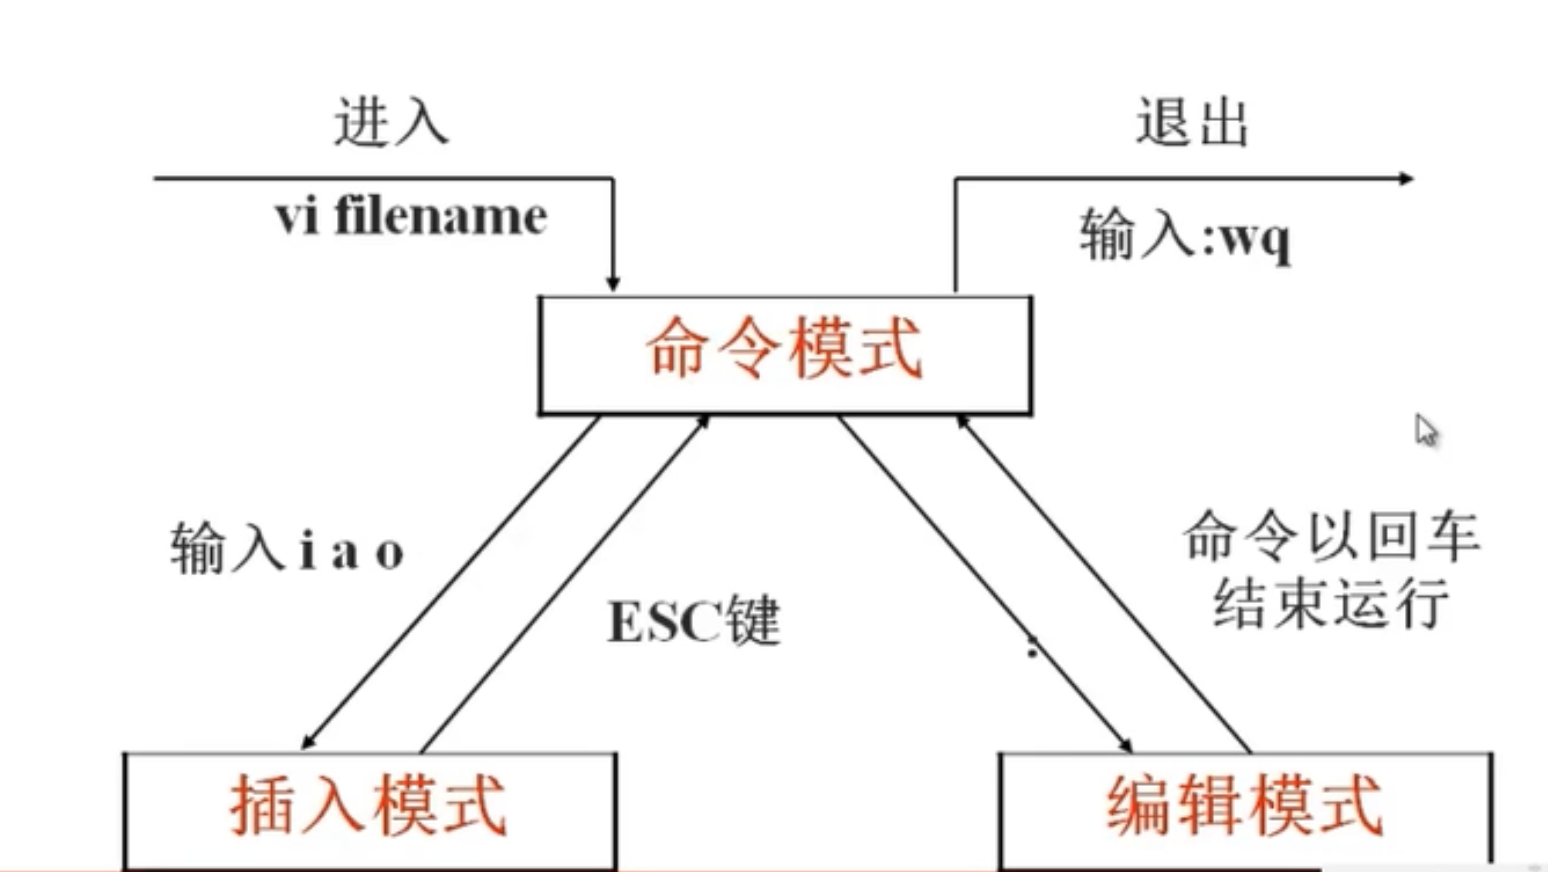 进入
vi filename
退出
输入:wq
命令模式
输入 i a o
ESC键
:
命令以回车
结束运行
插入模式
编辑模式